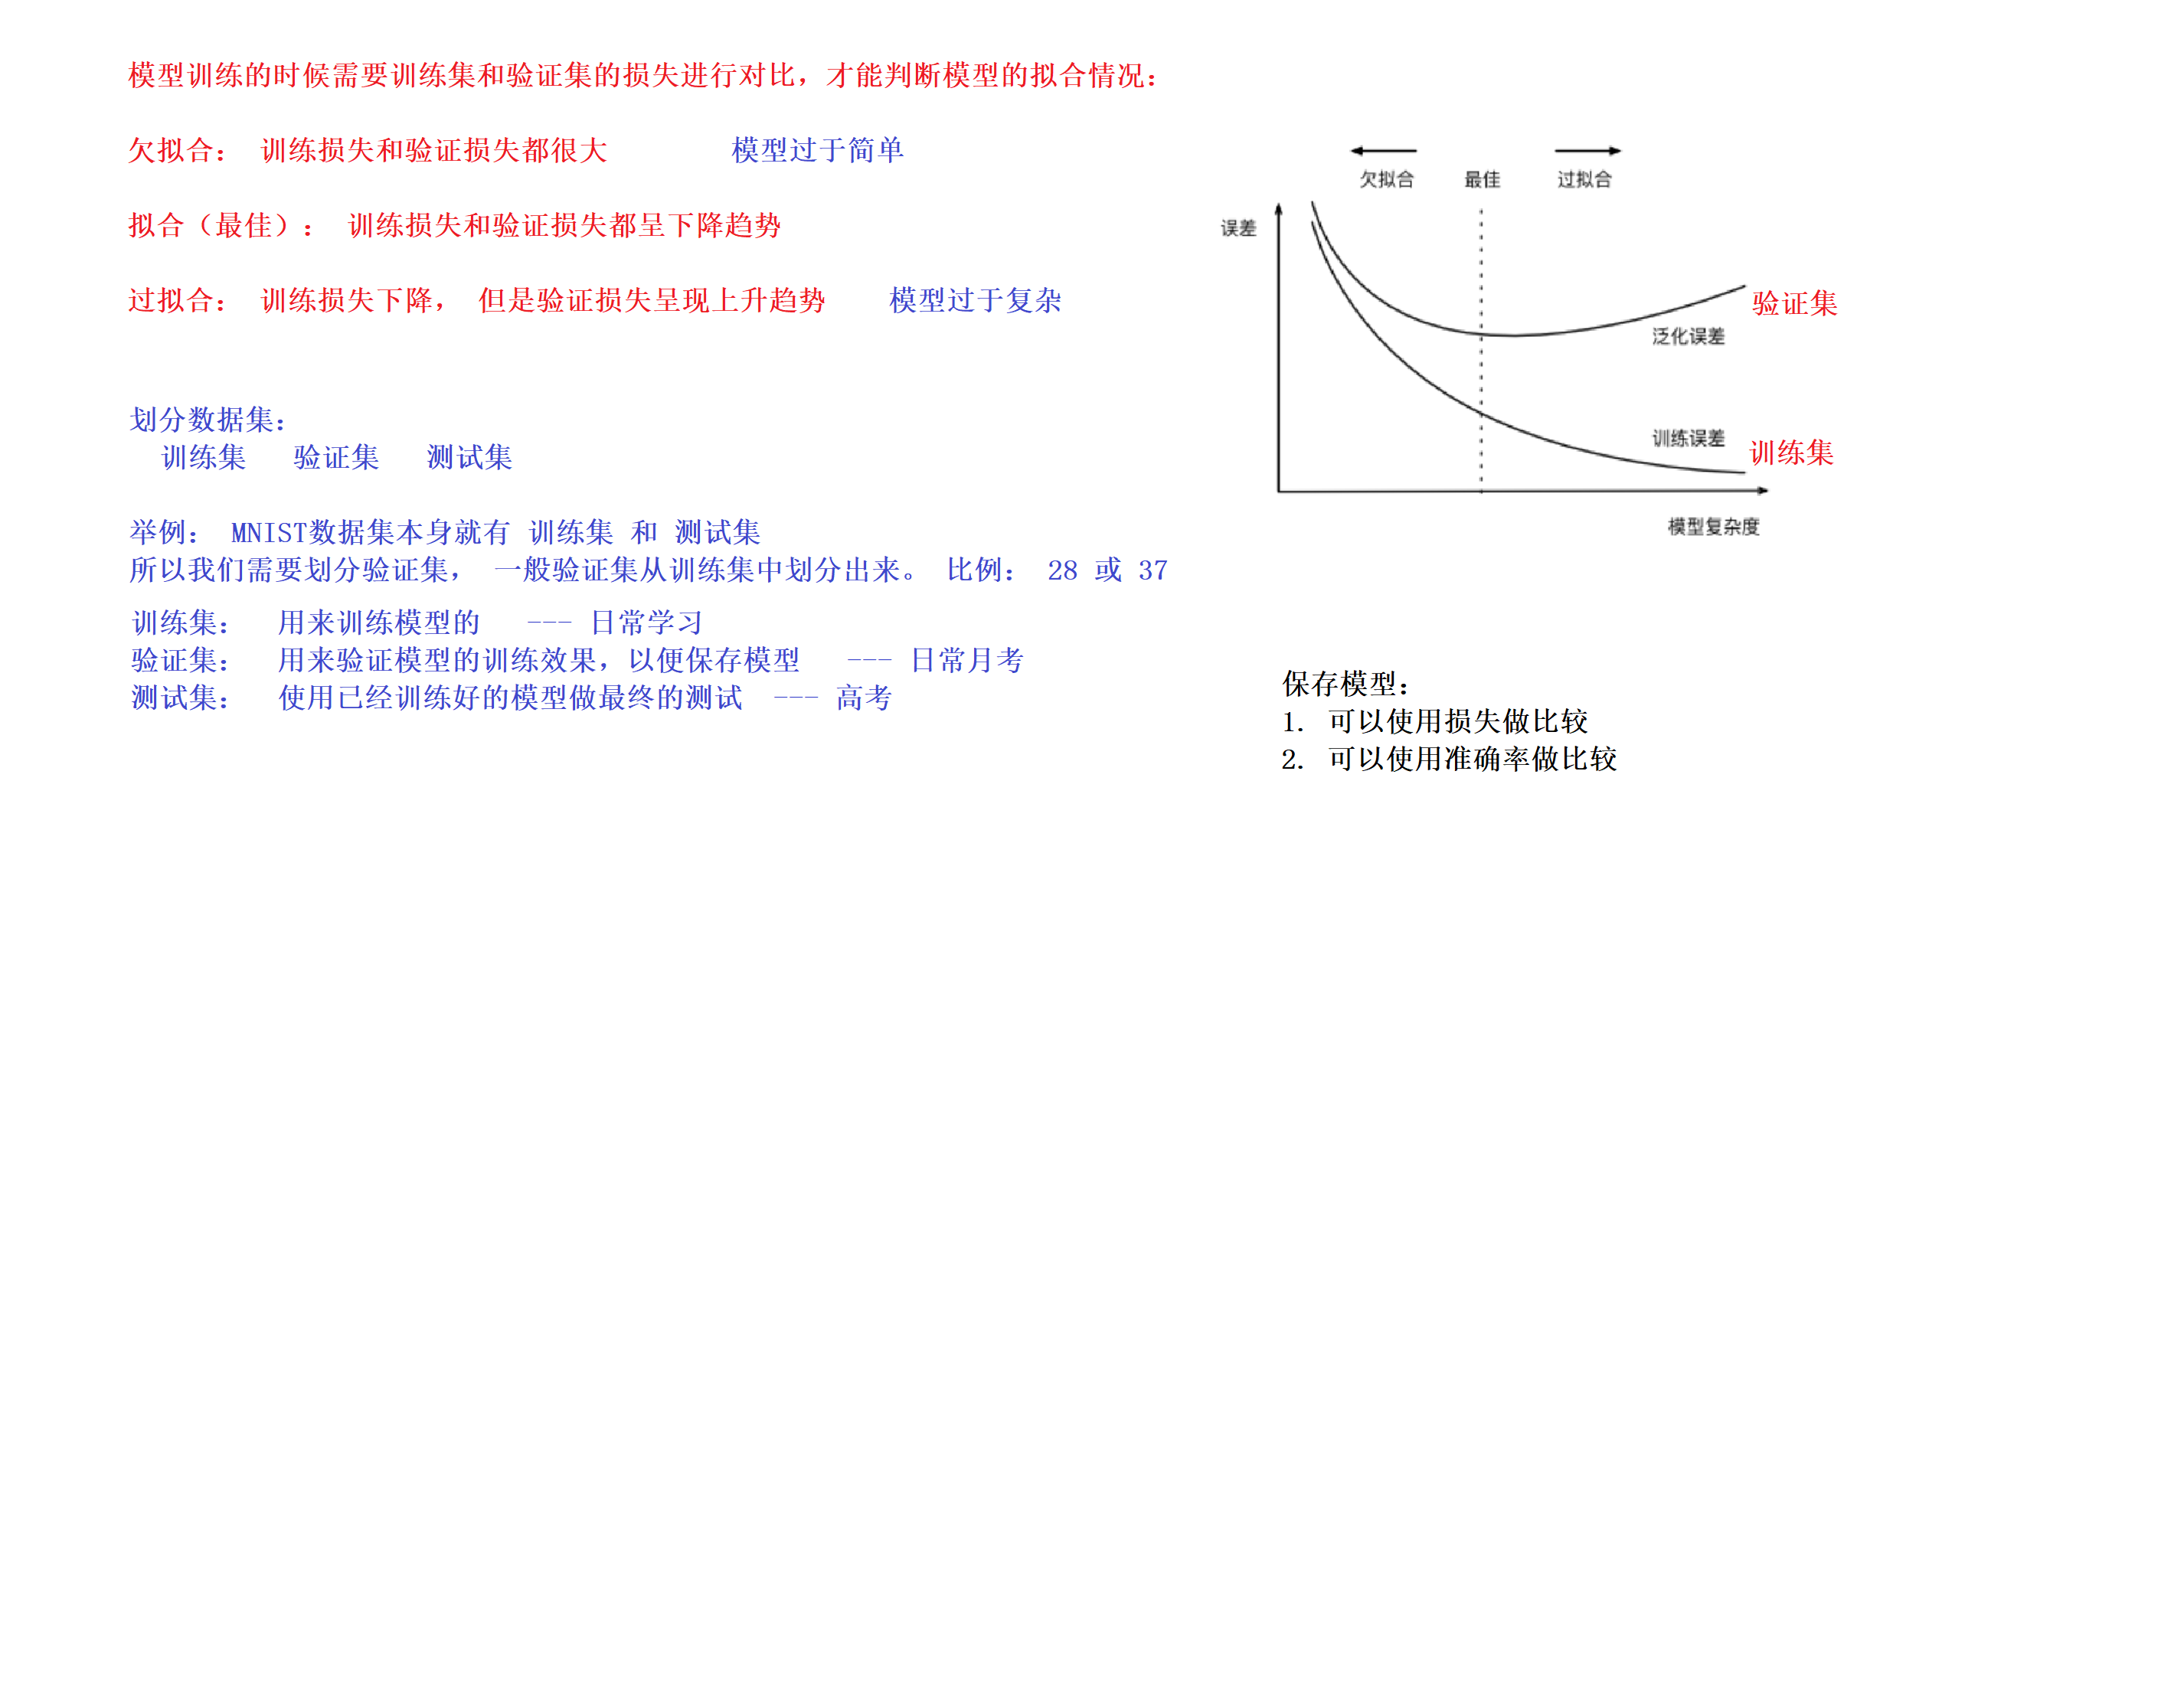 模型训练的时候需要训练集和验证集的损失进行对比，才能判断模型的拟合情况：
欠拟合： 训练损失和验证损失都很大 模型过于简单
拟合（最佳）： 训练损失和验证损失都呈下降趋势
过拟合： 训练损失下降， 但是验证损失呈现上升趋势 模型过于复杂
划分数据集：
训练集 验证集 测试集
举例： MNIST数据集本身就有 训练集 和 测试集
所以我们需要划分验证集， 一般验证集从训练集中划分出来。 比例： 28 或 37
训练集： 用来训练模型的 --- 日常学习
验证集： 用来验证模型的训练效果，以便保存模型 --- 日常月考
测试集： 使用已经训练好的模型做最终的测试 --- 高考
欠拟合 最佳 过拟合
误差
验证集
泛化误差
训练误差
训练集
模型复杂度
保存模型：
1. 可以使用损失做比较
2. 可以使用准确率做比较